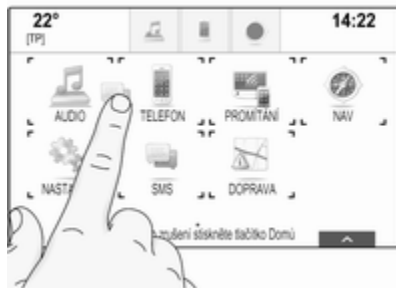 22° 14:22
[TP]
AUDIO TELEFON PROMÍTÁNÍ NAV
NASTA SMS DOPRAVA
zrušení stiskněte tlačítko Domů